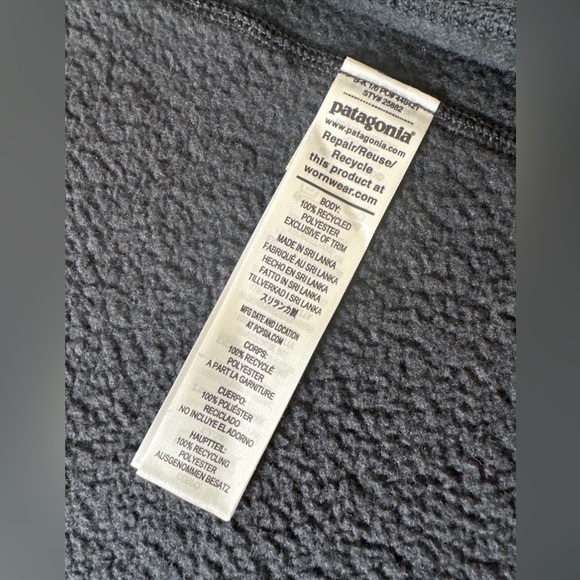 STY# 25882
patagonia®
www.patagonia.com
Repair/Reuse/
Recycle
this product at
wornwear.com
BODY:
100% RECYCLED
POLYESTER
EXCLUSIVE OF TRIM
MADE IN SRI LANKA
FABRIQUÉ AU SRI LANKA
HECHO EN SRI LANKA
FATTO IN SRI LANKA
TILLVERKAD I SRI LANKA
スリランカ製
MFG DATE AND LOCATION
AT PCPSIA.COM
CORPS:
100% RECYCLÉ
POLYESTER
A PART LA GARNITURE
CUERPO:
100% POLIÉSTER
RECICLADO
NO INCLUYE EL ADORNO
HAUPTTEIL:
100% RECYCLING
POLYESTER
AUSGENOMMEN BESATZ